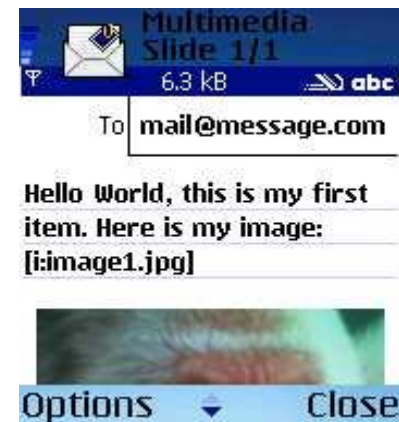 Multimedia
Slide 1/1
6.3 kB abc
To mail@message.com
Hello World, this is my first
item. Here is my image:
[i:image1.jpg]
Options Close